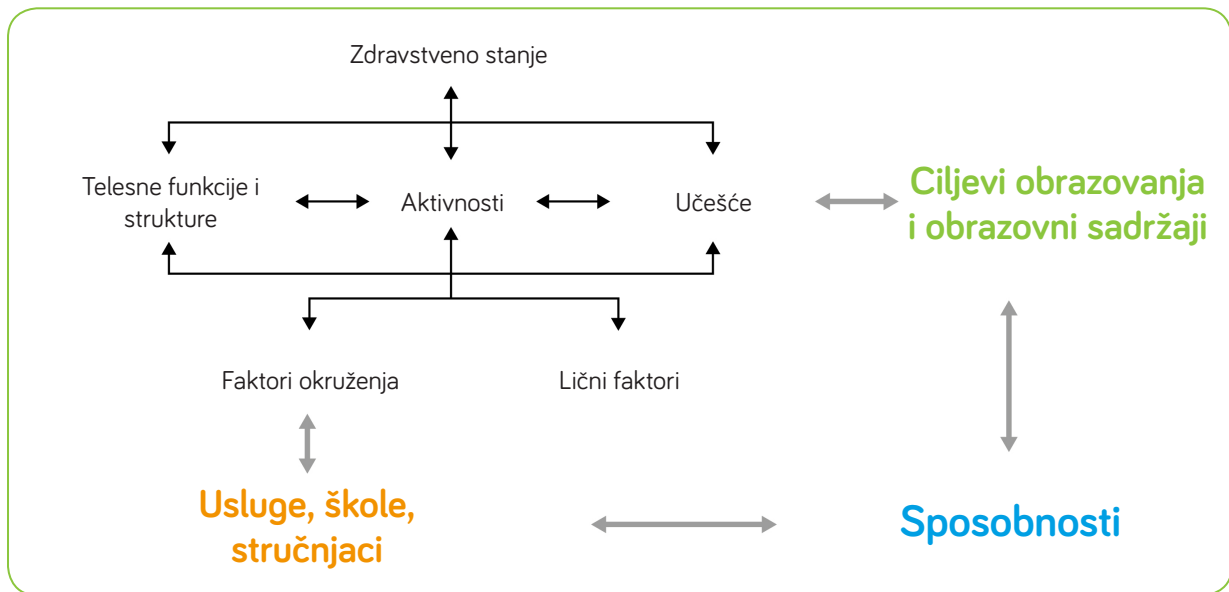 Zdravstveno stanje
Telesne funkcije i
strukture
Aktivnosti
Učešće
Ciljevi obrazovanja
i obrazovni sadržaji
Faktori okruženja
Lični faktori
Usluge, škole,
stručnjaci
Sposobnosti